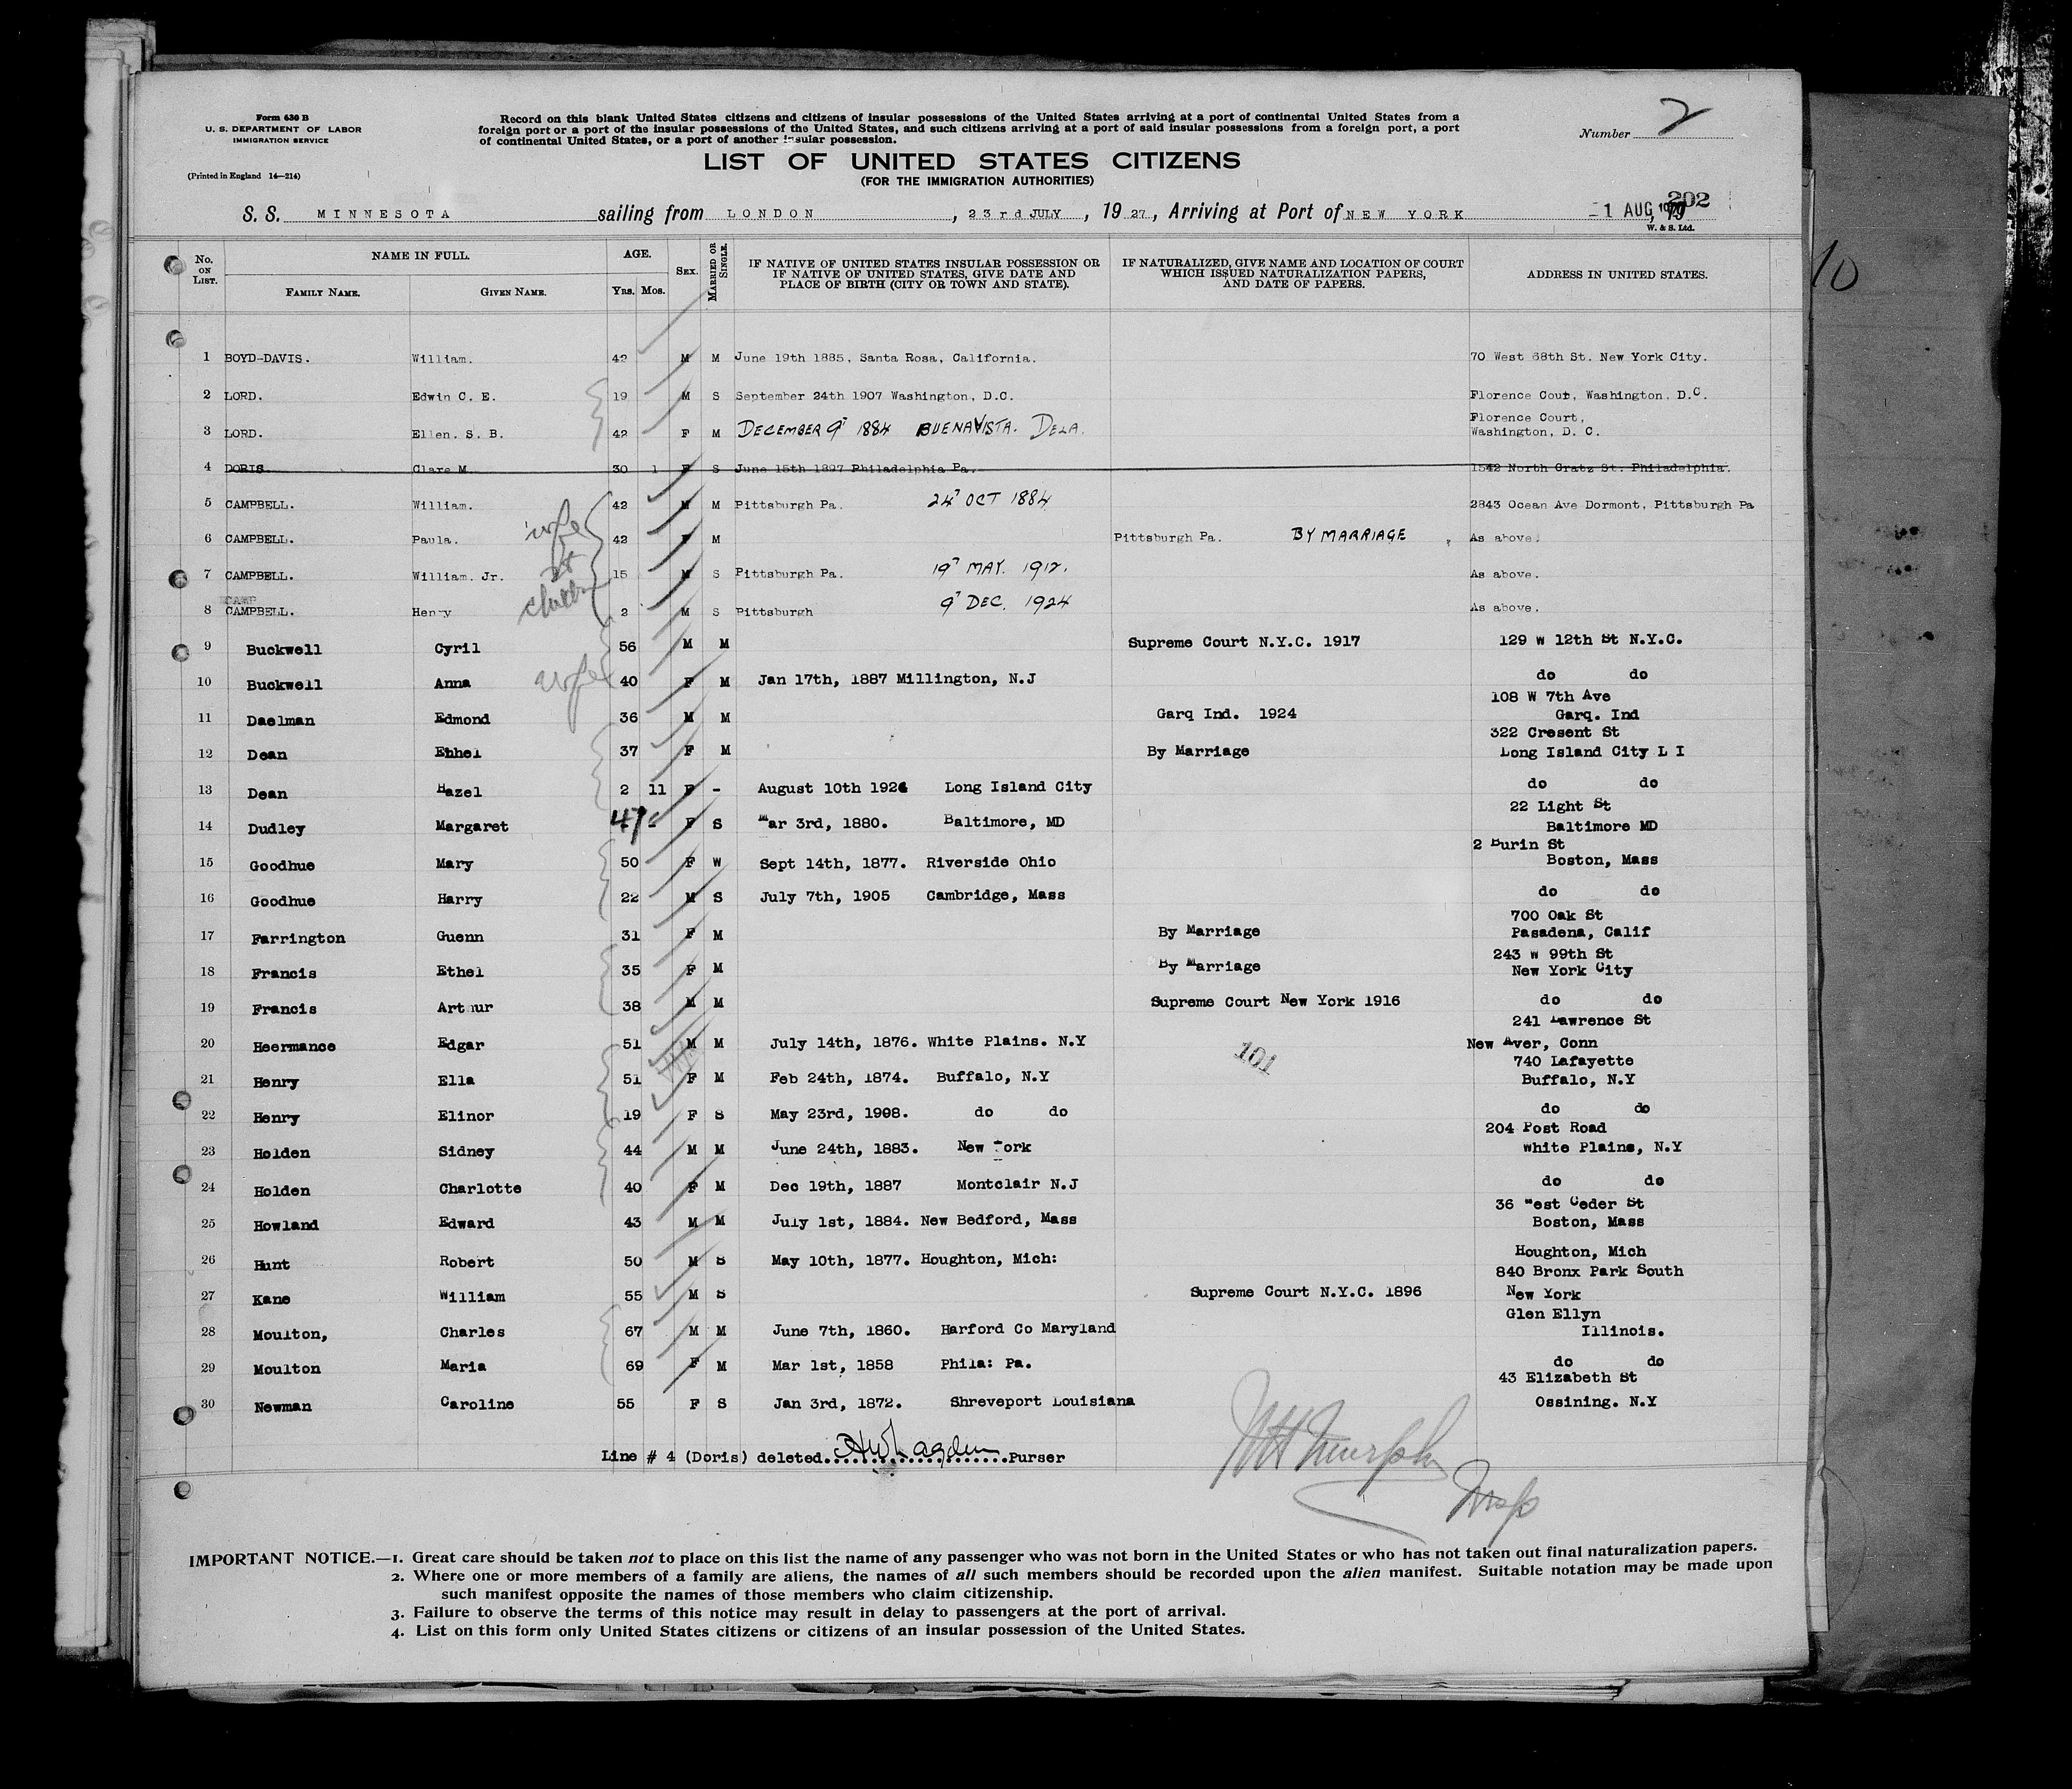 Form 630 B
U. S. DEPARTMENT OF LABOR
IMMIGRATION SERVICE
(Printed in England 14—214)
Record on this blank United States citizens and citizens of insular possessions of the United States arriving at a port of continental United States from a
foreign port or a port of the insular possessions of the United States, and such citizens arriving at a port of said insular possessions from a foreign port, a port
of continental United States, or a port of another insular possession.
Number 2
LIST OF UNITED STATES CITIZENS
(FOR THE IMMIGRATION AUTHORITIES)
202
S. S. MINNESOTA sailing from LONDON, 23rd JULY, 19 27, Arriving at Port of NEW YORK -1 AUG
W. & S. Ltd.
10
No. ON LIST. NAME IN FULL. FAMILY NAME. GIVEN NAME. AGE. Yrs. Mos. SEX. MARRIED OR SINGLE. IF NATIVE OF UNITED STATES INSULAR POSSESSION OR IF NATIVE OF UNITED STATES, GIVE DATE AND PLACE OF BIRTH (CITY OR TOWN AND STATE). IF NATURALIZED, GIVE NAME AND LOCATION OF COURT WHICH ISSUED NATURALIZATION PAPERS, AND DATE OF PAPERS. ADDRESS IN UNITED STATES.
1 BOYD-DAVIS. William. 42 M M June 19th 1885, Santa Rosa, California. 70 West 68th St. New York City.
2 LORD. Edwin C. E. 19 M S September 24th 1907 Washington, D.C. Florence Cout, Washington, D.C.
3 LORD. Ellen. S. B. 42 F M DECEMBER 9T 1884 BUENAVISTA. DELA. Florence Court, Washington, D. C.
4 DORIS Clare M. 30 1 F S June 15th 1897 Philadelphia Pa. 1542 North Gratz St. Philadelphia.
5 CAMPBELL. William. 42 M M Pittsburgh Pa. 24T OCT 1884 2843 Ocean Ave Dormont, Pittsburgh Pa
6 CAMPBELL. Paula. wife 42 F M Pittsburgh Pa. BY MARRIAGE As above.
7 CAMPBELL. William. Jr. 15 M S Pittsburgh Pa. 19T MAY. 1912. As above.
8 CAMPBELL. Henry 2 M S Pittsburgh 9T DEC. 1924 As above.
9 Buckwell Cyril 56 M M Supreme Court N.Y.C. 1917 129 W 12th St N.Y.C.
10 Buckwell Anna wife 40 F M Jan 17th, 1887 Millington, N.J do do
11 Daelman Edmond 36 M M Garq Ind. 1924 108 W 7th Ave Garq. Ind
12 Dean Ehhel 37 F M By Marriage 322 Cresent St Long Island City L I
13 Dean Hazel 2 11 F - August 10th 1924 Long Island City do do
14 Dudley Margaret 47 F S Mar 3rd, 1880. Baltimore, MD 22 Light St Baltimore MD
15 Goodhue Mary 50 F W Sept 14th, 1877. Riverside Ohio 2 Burin St Boston, Mass
16 Goodhue Harry 22 M S July 7th, 1905 Cambridge, Mass do do
17 Farrington Guenn 31 F M By Marriage 700 Oak St Pasadena, Calif
18 Francis Ethel 35 F M By Marriage 243 W 99th St New York City
19 Francis Arthur 38 M M Supreme Court New York 1916 do do
20 Heermance Edgar 51 M M July 14th, 1876. White Plains. N.Y 101 241 Lawrence St New Aver, Conn
21 Henry Ella 51 F M Feb 24th, 1874. Buffalo, N.Y 740 Lafayette Buffalo, N.Y
22 Henry Elinor 19 F S May 23rd, 1908. do do do do
23 Holden Sidney 44 M M June 24th, 1883. New York 204 Post Road White Plains, N.Y
24 Holden Charlotte 40 F M Dec 19th, 1887 Montclair N.J do do
25 Howland Edward 43 M M July 1st, 1884. New Bedford, Mass 36 West Ceder St Boston, Mass
26 Hunt Robert 50 M S May 10th, 1877. Houghton, Mich: Houghton, Mich
27 Kane William 55 M S Supreme Court N.Y.C. 1896 840 Bronx Park South New York
28 Moulton, Charles 67 M M June 7th, 1860. Harford Co Maryland Glen Ellyn Illinois.
29 Moulton Maria 69 F M Mar 1st, 1858 Phila: Pa. do do
30 Newman Caroline 55 F S Jan 3rd, 1872. Shreveport Louisiana 43 Elizabeth St Ossining. N.Y
Line # 4 (Doris) deleted. Purser
IMPORTANT NOTICE.—1. Great care should be taken not to place on this list the name of any passenger who was not born in the United States or who has not taken out final naturalization papers.
2. Where one or more members of a family are aliens, the names of all such members should be recorded upon the alien manifest. Suitable notation may be made upon
such manifest opposite the names of those members who claim citizenship.
3. Failure to observe the terms of this notice may result in delay to passengers at the port of arrival.
4. List on this form only United States citizens or citizens of an insular possession of the United States.